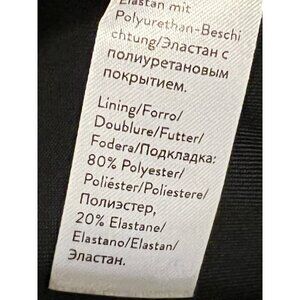 Elastan mit
Polyurethan-Beschi
chtung/Эластан с
полиуретановым
покрытием.
Lining/Forro/
Doublure/Futter/
Fodera/Подкладка:
80% Polyester/
Poliéster/Poliestere/
Полиэстер,
20% Elastane/
Elastano/Elastan/
Эластан.